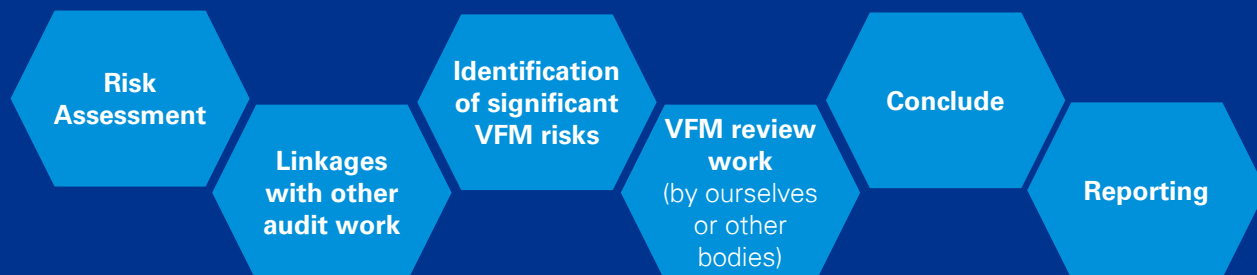 Risk
Assessment
Linkages
with other
audit work
Identification
of significant
VFM risks
VFM review
work
(by ourselves
or other
bodies)
Conclude
Reporting